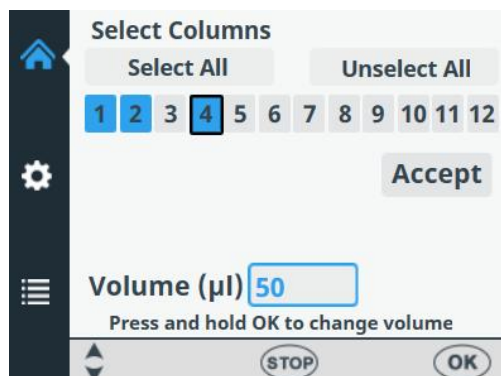 Select Columns
Select All Unselect All
1 2 3 4 5 6 7 8 9 10 11 12
Accept
Volume (µl) 50
Press and hold OK to change volume
STOP OK